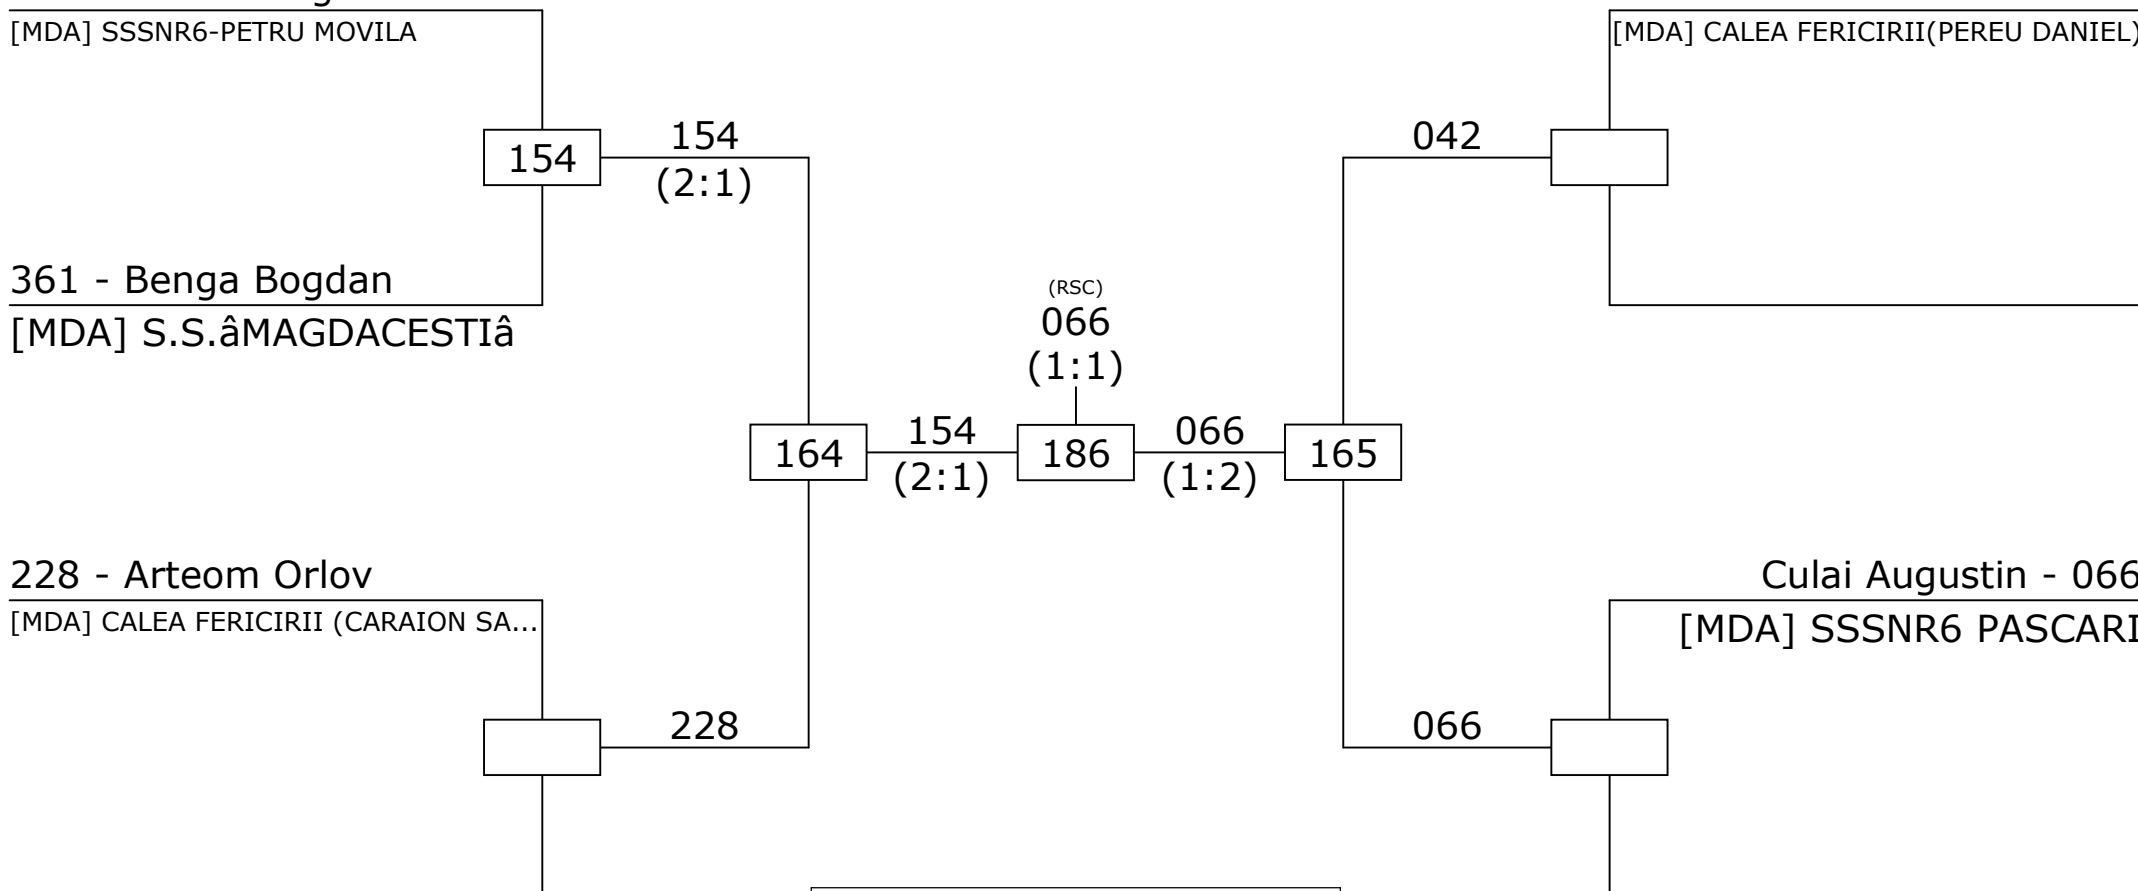 [MDA] SSSNR6-PETRU MOVILA
[MDA] CALEA FERICIRII(PEREU DANIEL)
154
154
(2:1)
042
361 - Benga Bogdan
[MDA] S.S.âMAGDACESTIâ
(RSC)
066
(1:1)
164
154
(2:1)
186
066
(1:2)
165
228 - Arteom Orlov
[MDA] CALEA FERICIRII (CARAION SA...
Culai Augustin - 066
[MDA] SSSNR6 PASCARI
228
066